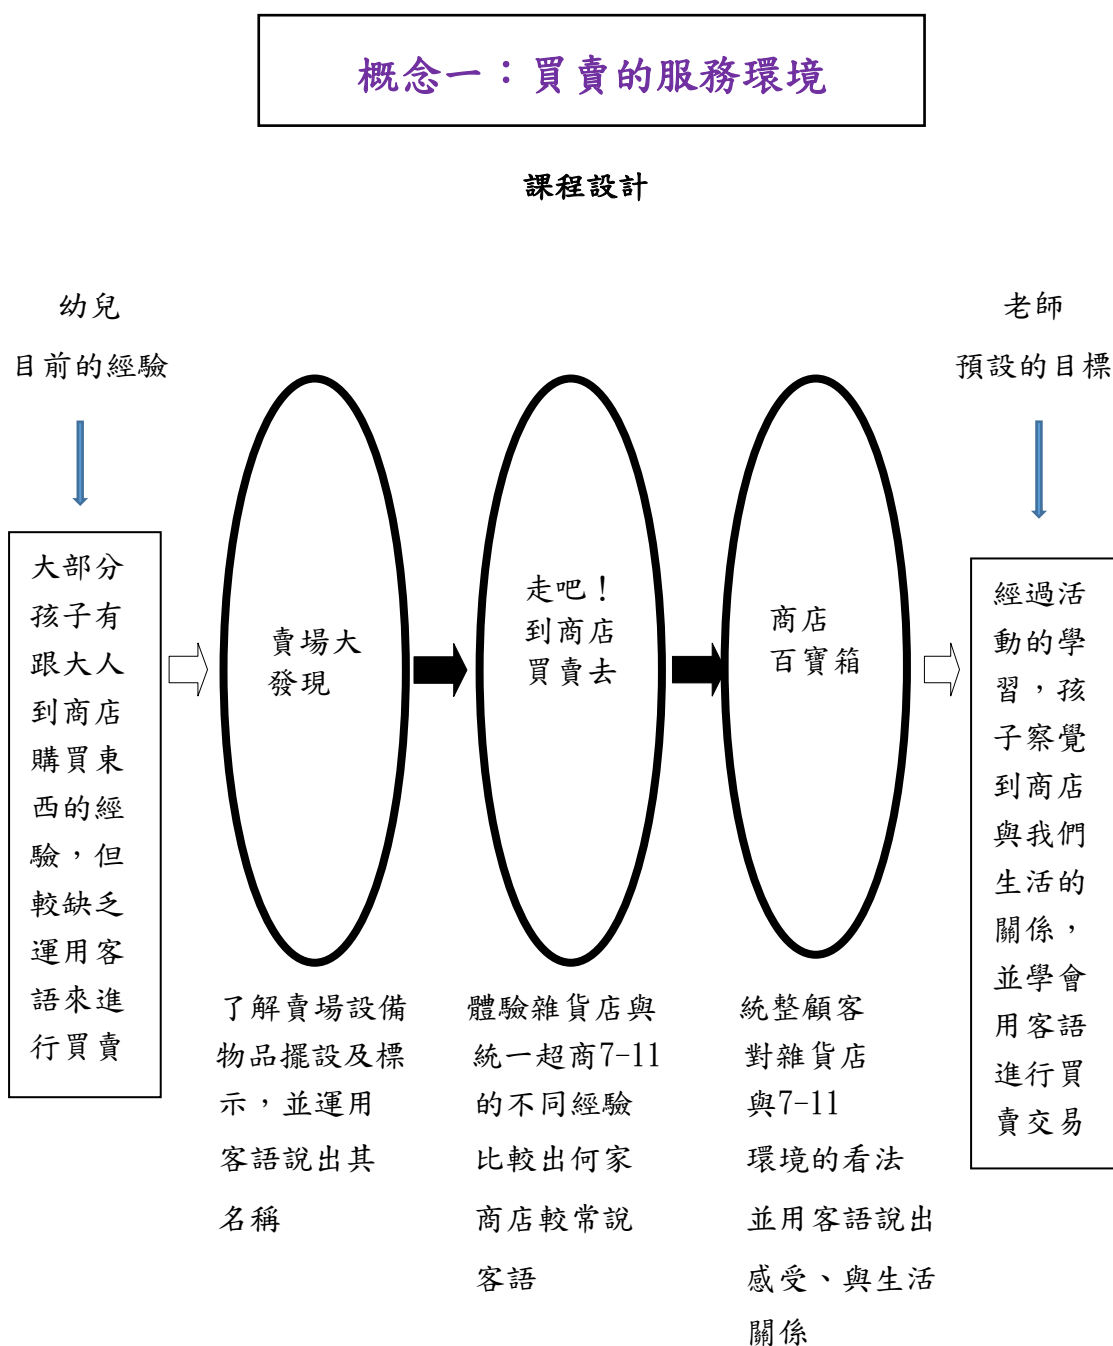 概念一：買賣的服務環境
課程設計
幼兒
目前的經驗
老師
預設的目標
大部分
孩子有
跟大人
到商店
購買東
西的經
驗，但
較缺乏
運用客
語來進
行買賣
賣場大
發現
走吧！
到商店
買賣去
商店
百寶箱
經過活
動的學
習，孩
子察覺
到商店
與我們
生活的
關係，
並學會
用客語
進行買
賣交易
了解賣場設備
物品擺設及標
示，並運用
客語說出其
名稱
體驗雜貨店與
統一超商7-11
的不同經驗
比較出何家
商店較常說
客語
統整顧客
對雜貨店
與7-11
環境的看法
並用客語說出
感受、與生活
關係